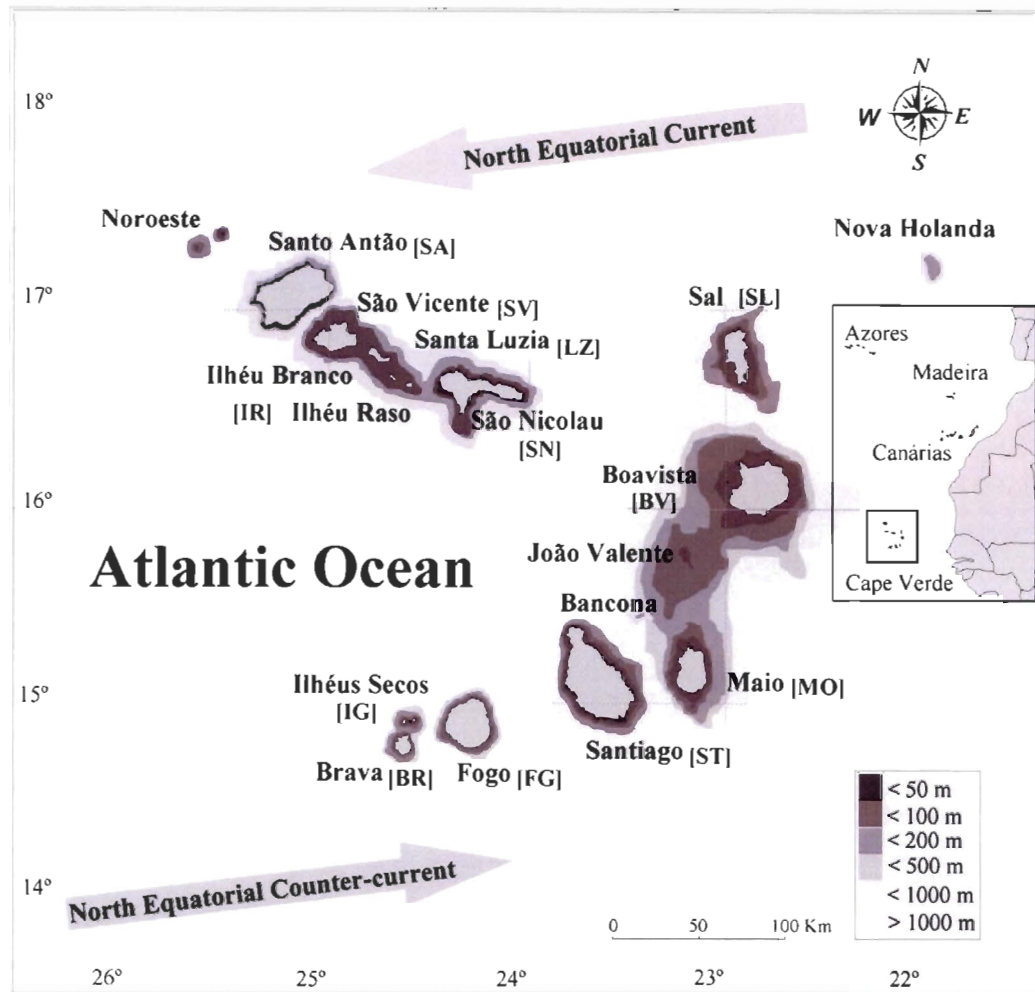 N
W E
S
18º
North Equatorial Current
Noroeste
Santo Antão [SA]
Nova Holanda
17º
São Vicente [SV]
Sal [SL]
Santa Luzia [LZ]
Azores
Madeira
Ilhéu Branco
[IR] Ilhéu Raso
São Nicolau
[SN]
Canárias
Boavista
[BV]
16º
João Valente
Atlantic Ocean
Cape Verde
Bancona
15º
Ilhéus Secos
[IG]
Maio [MO]
Santiago [ST]
Brava [BR]
Fogo [FG]
< 50 m
< 100 m
< 200 m
< 500 m
< 1000 m
> 1000 m
14º
North Equatorial Counter-current
0 50 100 Km
26º 25º 24º 23º 22º